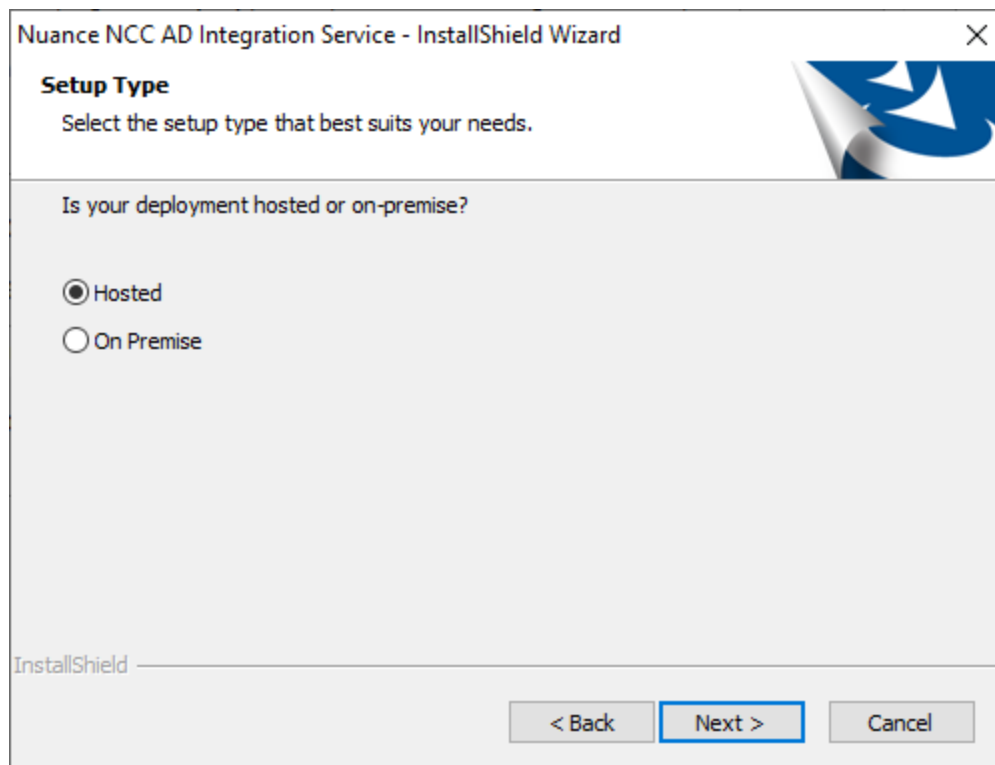 Nuance NCC AD Integration Service - InstallShield Wizard
Setup Type
Select the setup type that best suits your needs.
Is your deployment hosted or on-premise?
Hosted
On Premise
InstallShield
< Back Next > Cancel